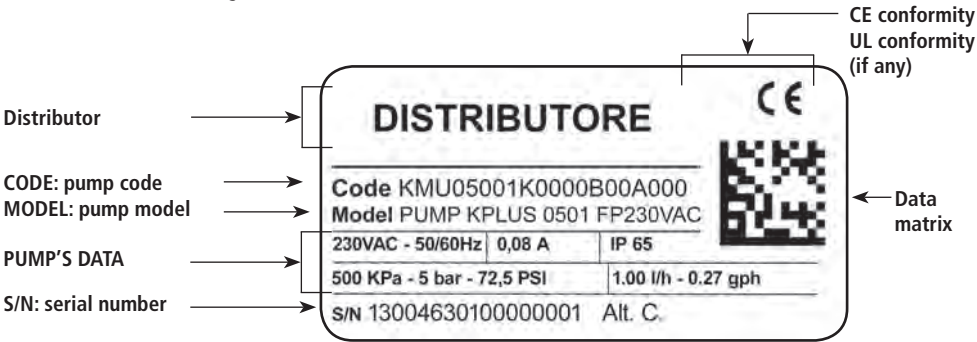 CE conformity
UL conformity
(if any)
Distributor
DISTRIBUTORE
CE
CODE: pump code
MODEL: pump model
Code KMU05001K0000B00A000
Model PUMP KPLUS 0501 FP230VAC
Data
matrix
PUMP'S DATA
230VAC - 50/60Hz 0,08 A IP 65
500 KPa - 5 bar - 72,5 PSI 1.00 l/h - 0.27 gph
S/N: serial number
S/N 13004630100000001 Alt. C.